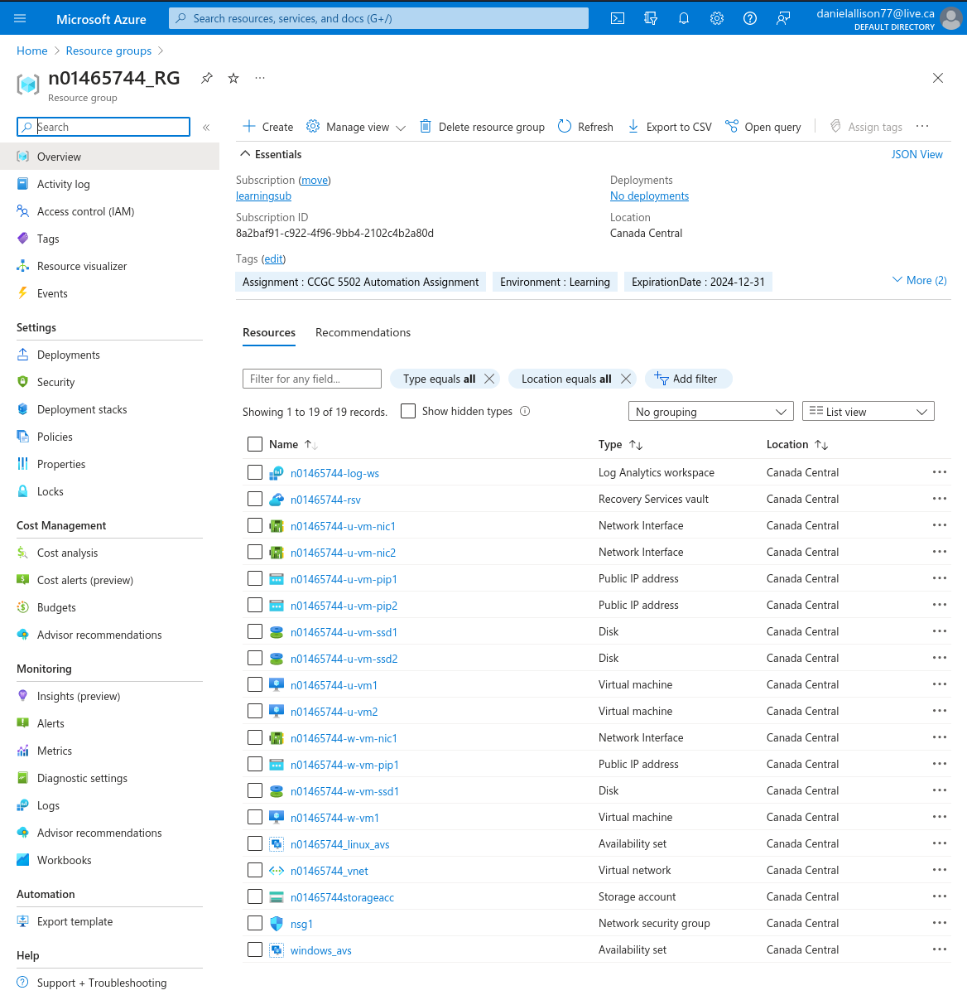 Microsoft Azure
Search resources, services, and docs (G+/)
danielallison77@live.ca
DEFAULT DIRECTORY
Home > Resource groups >
n01465744_RG
Resource group
Search
Overview
Activity log
Access control (IAM)
Tags
Resource visualizer
Events
Settings
Deployments
Security
Deployment stacks
Policies
Properties
Locks
Cost Management
Cost analysis
Cost alerts (preview)
Budgets
Advisor recommendations
Monitoring
Insights (preview)
Alerts
Metrics
Diagnostic settings
Logs
Advisor recommendations
Workbooks
Automation
Export template
Help
Support + Troubleshooting
Create Manage view Delete resource group Refresh Export to CSV Open query Assign tags
Essentials JSON View
Subscription (move)
learningsub
Subscription ID
8a2baf91-c922-4f96-9bb4-2102c4b2a80d
Deployments
No deployments
Location
Canada Central
Tags (edit)
Assignment : CCGC 5502 Automation Assignment Environment : Learning ExpirationDate : 2024-12-31 More (2)
Resources Recommendations
Filter for any field... Type equals all Location equals all Add filter
Showing 1 to 19 of 19 records. Show hidden types No grouping List view
Name Type Location
n01465744-log-ws Log Analytics workspace Canada Central
n01465744-rsv Recovery Services vault Canada Central
n01465744-u-vm-nic1 Network Interface Canada Central
n01465744-u-vm-nic2 Network Interface Canada Central
n01465744-u-vm-pip1 Public IP address Canada Central
n01465744-u-vm-pip2 Public IP address Canada Central
n01465744-u-vm-ssd1 Disk Canada Central
n01465744-u-vm-ssd2 Disk Canada Central
n01465744-u-vm1 Virtual machine Canada Central
n01465744-u-vm2 Virtual machine Canada Central
n01465744-w-vm-nic1 Network Interface Canada Central
n01465744-w-vm-pip1 Public IP address Canada Central
n01465744-w-vm-ssd1 Disk Canada Central
n01465744-w-vm1 Virtual machine Canada Central
n01465744_linux_avs Availability set Canada Central
n01465744_vnet Virtual network Canada Central
n01465744storageacc Storage account Canada Central
nsg1 Network security group Canada Central
windows_avs Availability set Canada Central